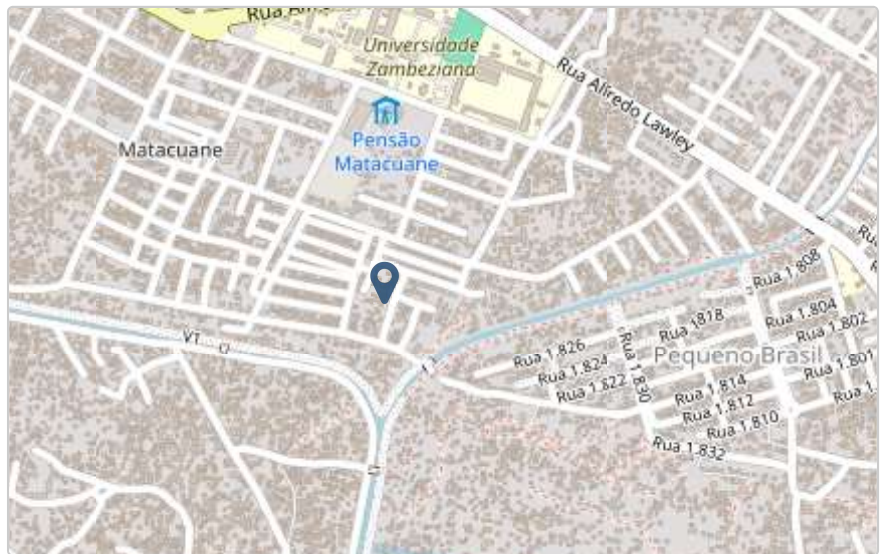 Universidade
Zambeziana
Rua Alfredo Lawley
Pensão
Matacuane
Matacuane
Rua 1.808
Rua 1818
Rua 1.804
Rua 1.802
Rua 1.826
Rua 1.824
Rua 1.822
Rua 1.830
Pequeno Brasil
Rua 1.801
Rua 1.814
Rua 1.812
Rua 1.810
Rua 1.832